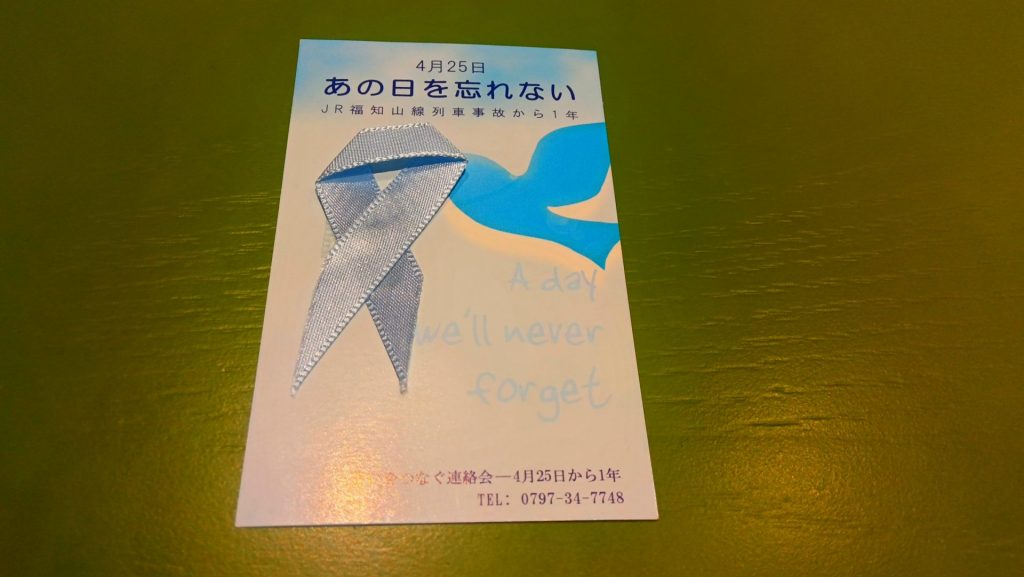 4月25日
あの日を忘れない
JR福知山線列車事故から1年
A day
we'll never
forget
つなぐ連絡会―4月25日から1年
TEL: 0797-34-7748